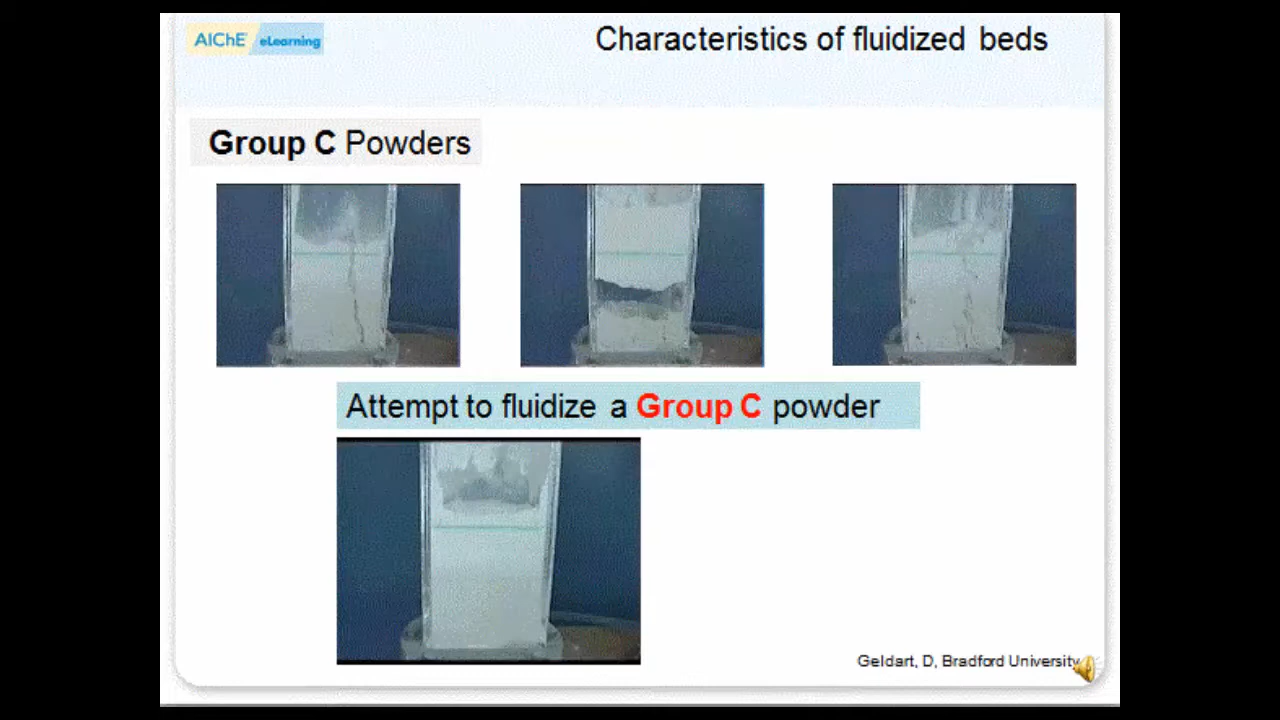 AIChE eLearning
Characteristics of fluidized beds
Group C Powders
Attempt to fluidize a Group C powder
Geldart, D, Bradford University